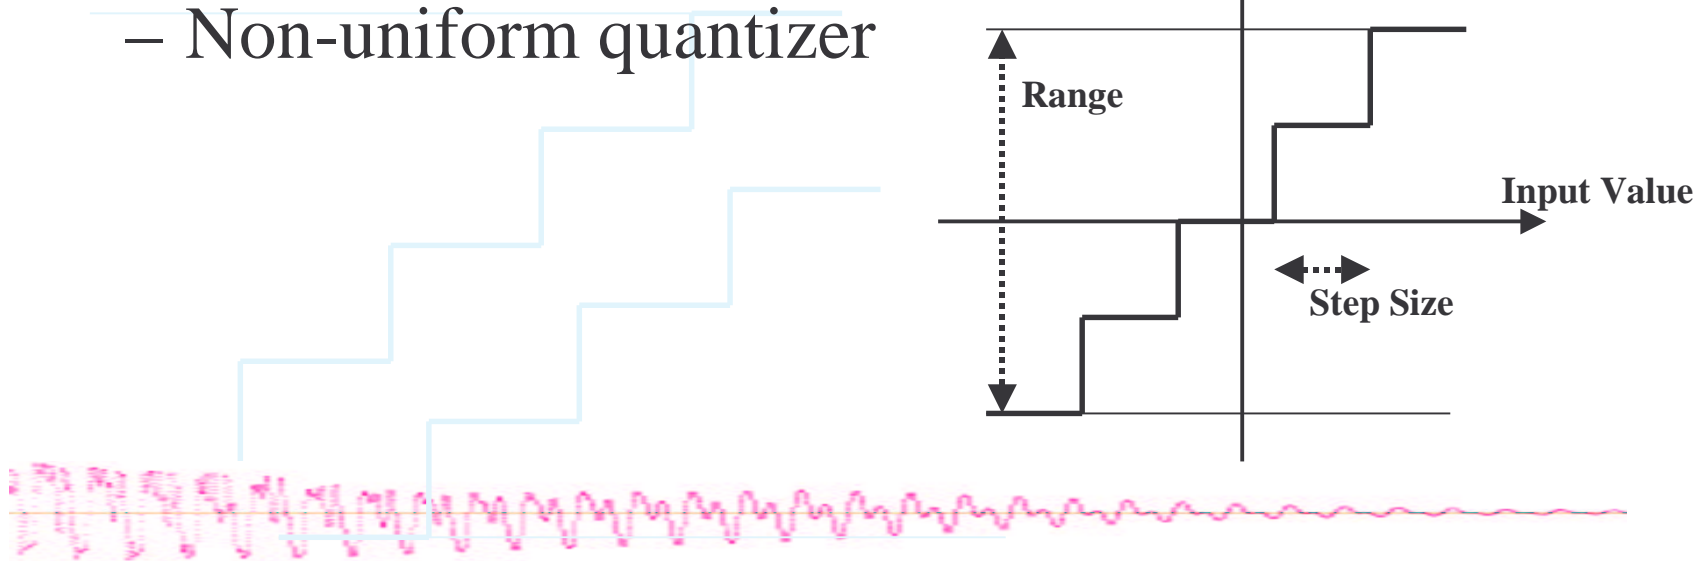 – Non-uniform quantizer
Range
Input Value
Step Size